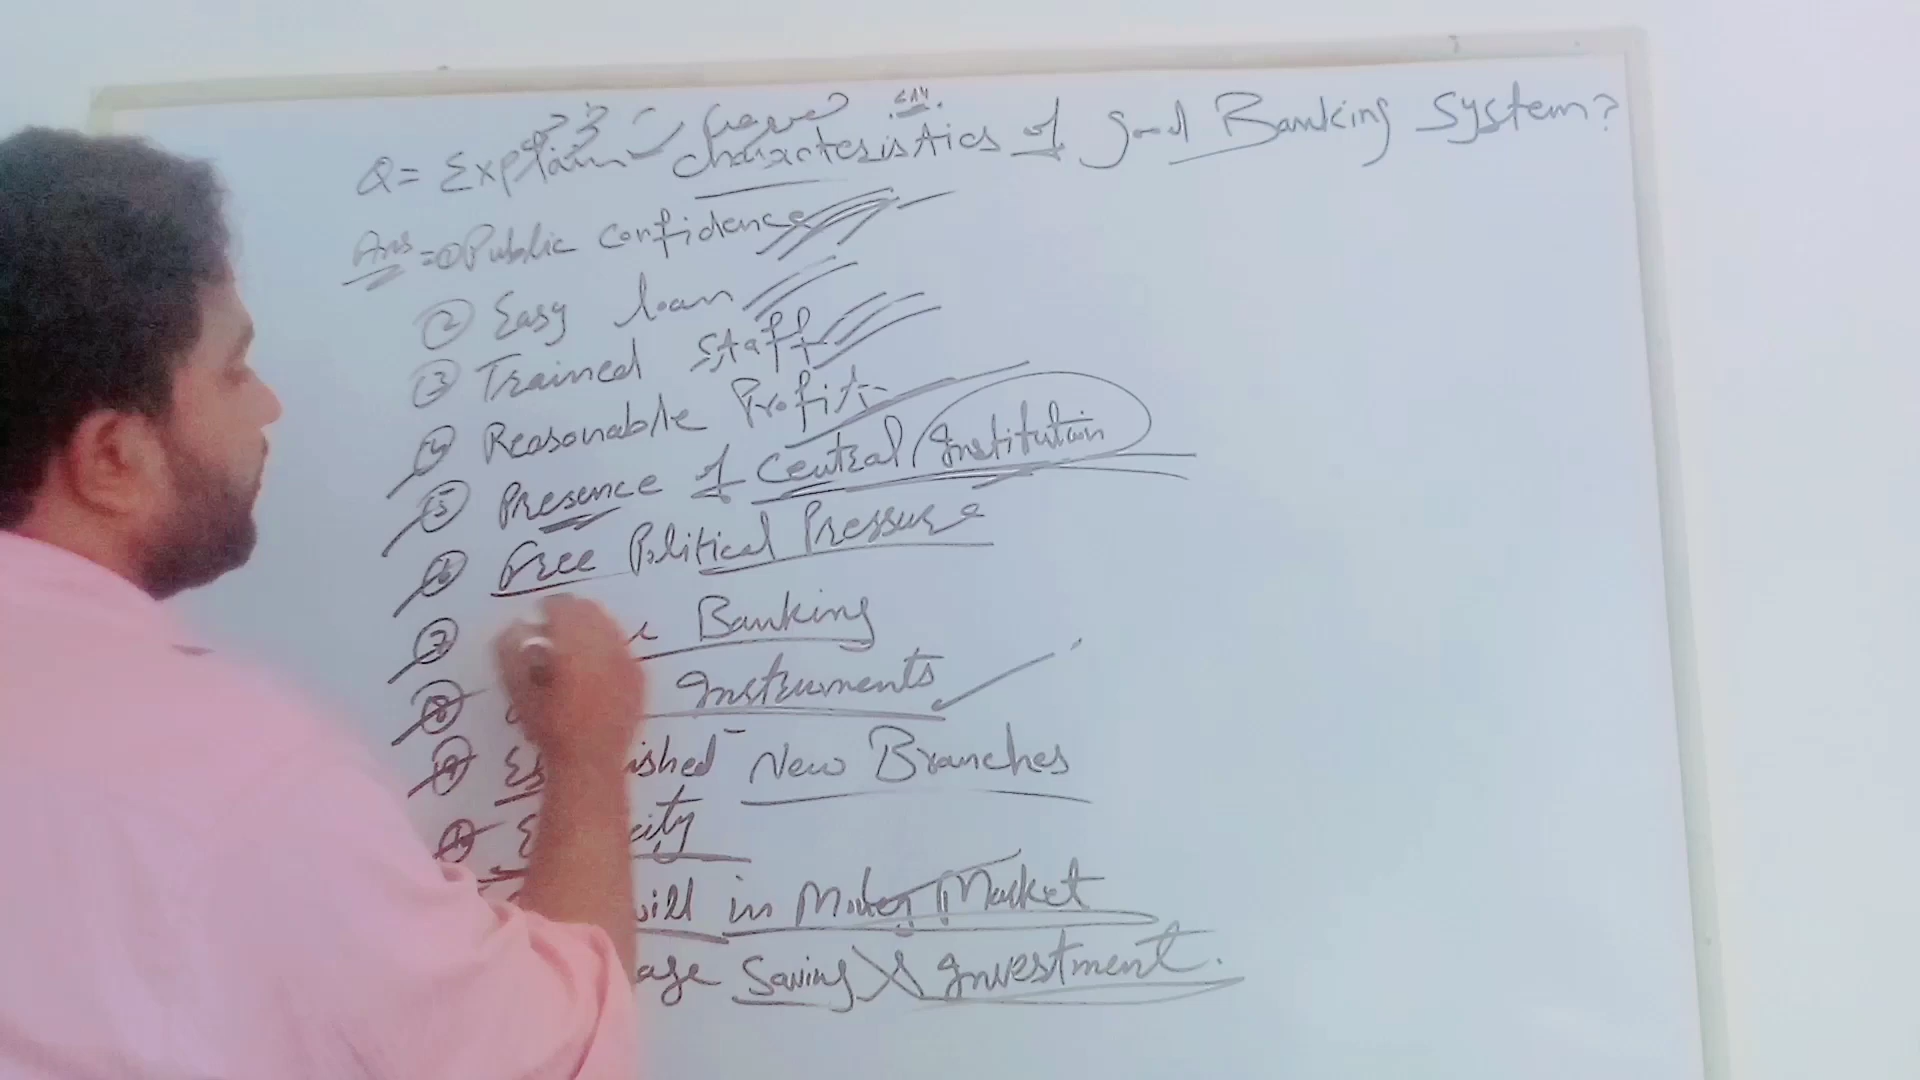 Q= Explain characteristics of good Banking System?
Ans =① Public confidence
② Easy loan
③ Trained Staff
④ Reasonable Profit
⑤ Presence of Central Institution
⑥ Free Political Pressure
⑦ Banking
⑧ Instruments
⑨ New Branches
in Money Market
Saving & Investment.